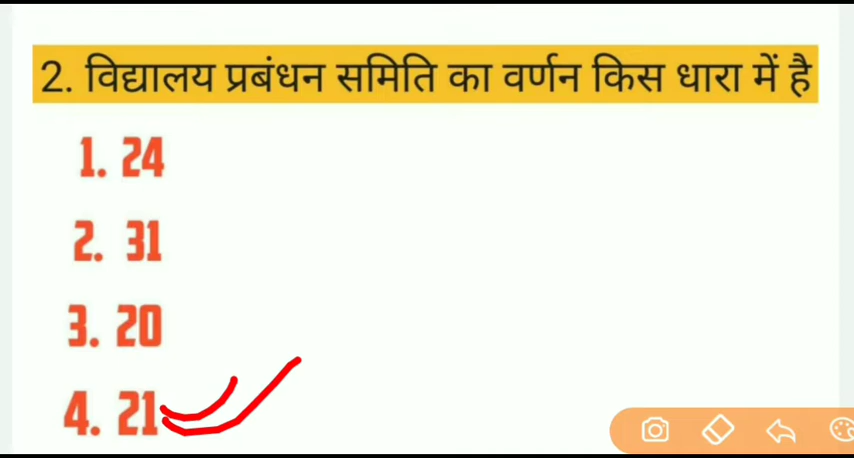 2. विद्यालय प्रबंधन समिति का वर्णन किस धारा में है
1. 24
2. 31
3. 20
4. 21